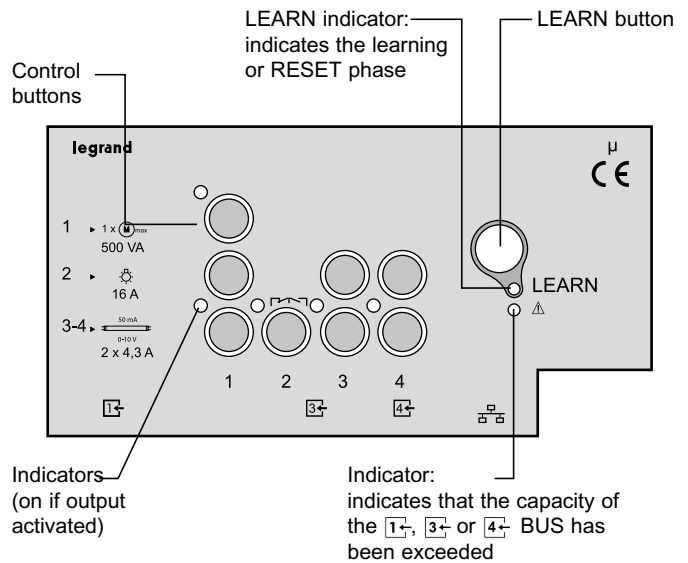 LEARN indicator:
indicates the learning
or RESET phase
LEARN button
Control
buttons
legrand
µ
CE
1 ▸ 1 x M max
500 VA
2 ▸
16 A
3-4 ▸ 50 mA
0-10 V
2 x 4,3 A
LEARN
⚠
1 2 3 4
1← 3← 4←
Indicators
(on if output
activated)
Indicator:
indicates that the capacity of
the 1←, 3← or 4← BUS has
been exceeded